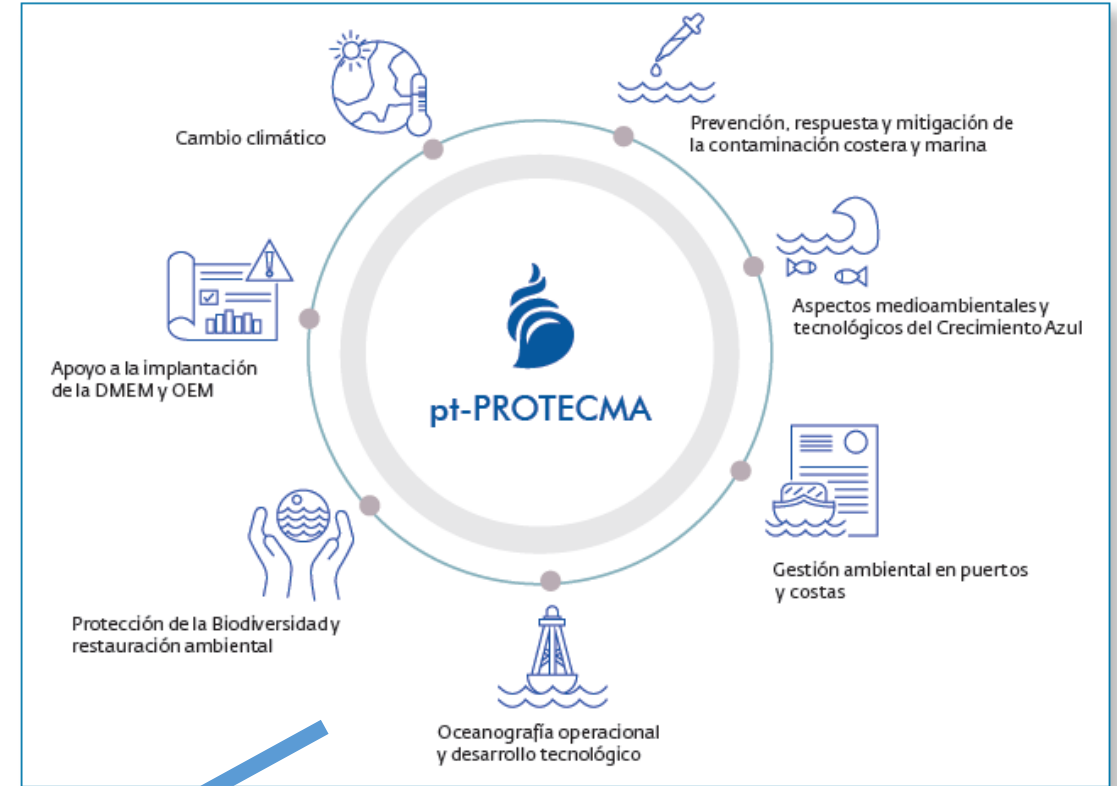 Cambio climático
Prevención, respuesta y mitigación de
la contaminación costera y marina
Aspectos medioambientales y
tecnológicos del Crecimiento Azul
Apoyo a la implantación
de la DMEM y OEM
pt-PROTECMA
Gestión ambiental en puertos
y costas
Protección de la Biodiversidad y
restauración ambiental
Oceanografía operacional
y desarrollo tecnológico